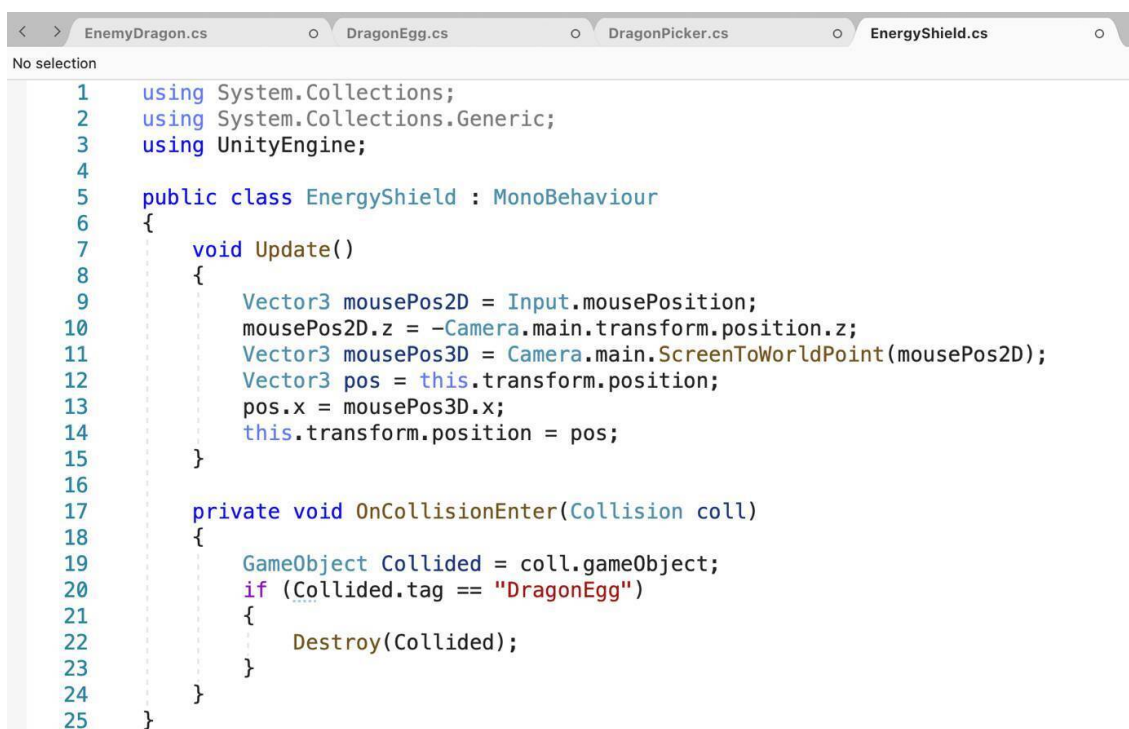 < > EnemyDragon.cs DragonEgg.cs DragonPicker.cs EnergyShield.cs
No selection
1 using System.Collections;
2 using System.Collections.Generic;
3 using UnityEngine;
4
5 public class EnergyShield : MonoBehaviour
6 {
7     void Update()
8     {
9         Vector3 mousePos2D = Input.mousePosition;
10         mousePos2D.z = -Camera.main.transform.position.z;
11         Vector3 mousePos3D = Camera.main.ScreenToWorldPoint(mousePos2D);
12         Vector3 pos = this.transform.position;
13         pos.x = mousePos3D.x;
14         this.transform.position = pos;
15     }
16
17     private void OnCollisionEnter(Collision coll)
18     {
19         GameObject Collided = coll.gameObject;
20         if (Collided.tag == "DragonEgg")
21         {
22             Destroy(Collided);
23         }
24     }
25 }